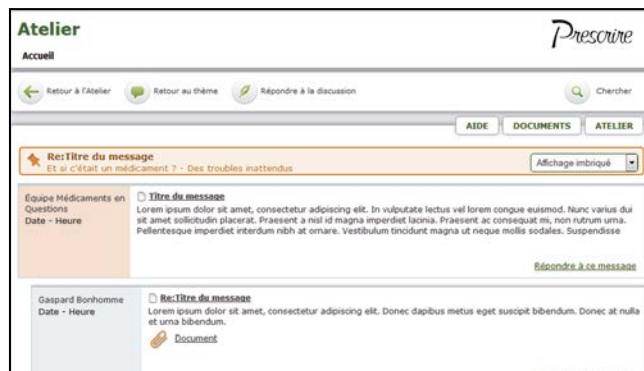 Atelier
Prescrire
Accueil
Retour à l'Atelier
Retour au thème
Répondre à la discussion
Chercher
AIDE
DOCUMENTS
ATELIER
Re:Titre du message
Et si c'était un médicament ? - Des troubles inattendus
Affichage imbriqué
Équipe Médicaments en
Questions
Date - Heure
Titre du message
Lorem ipsum dolor sit amet, consectetur adipiscing elit. In vulputate lectus vel lorem congue euismod. Nunc varius dui
sit amet sollicitudin placerat. Praesent a nisl id magna imperdiet lacinia. Praesent ac consequat mi, non rutrum urna.
Pellentesque imperdiet interdum nibh at ornare. Vestibulum tincidunt magna ut neque mollis sodales. Suspendisse
Répondre à ce message
Gaspard Bonhomme
Date - Heure
Re:Titre du message
Lorem ipsum dolor sit amet, consectetur adipiscing elit. Donec dapibus metus eget suscipit bibendum. Donec at nulla
et urna bibendum.
Document